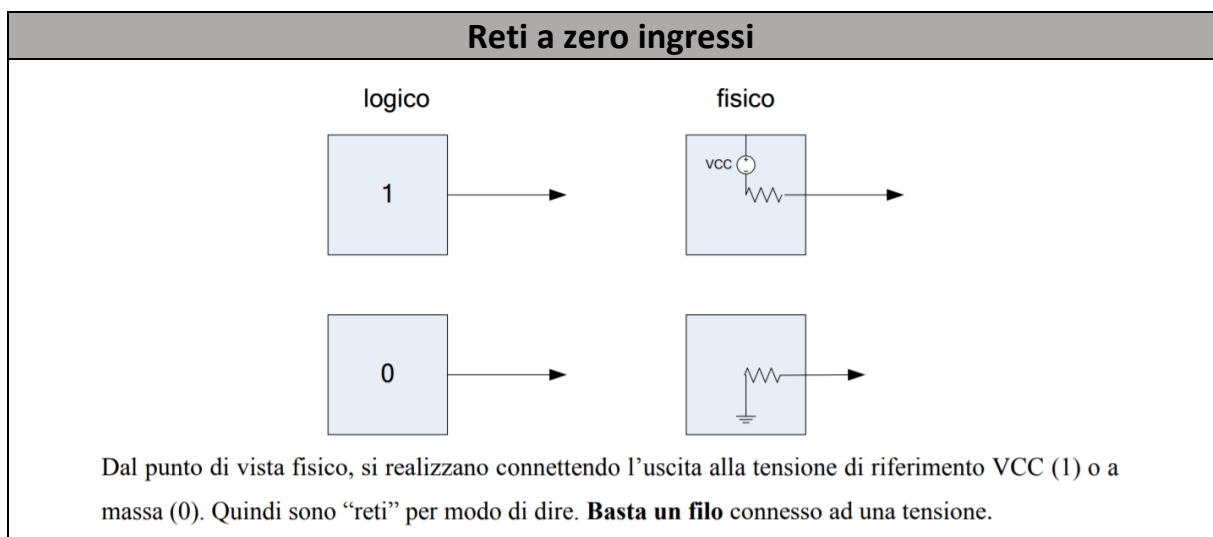 Reti a zero ingressi
logico
fisico
1
VCC
0
Dal punto di vista fisico, si realizzano connettendo l’uscita alla tensione di riferimento VCC (1) o a
massa (0). Quindi sono “reti” per modo di dire. Basta un filo connesso ad una tensione.